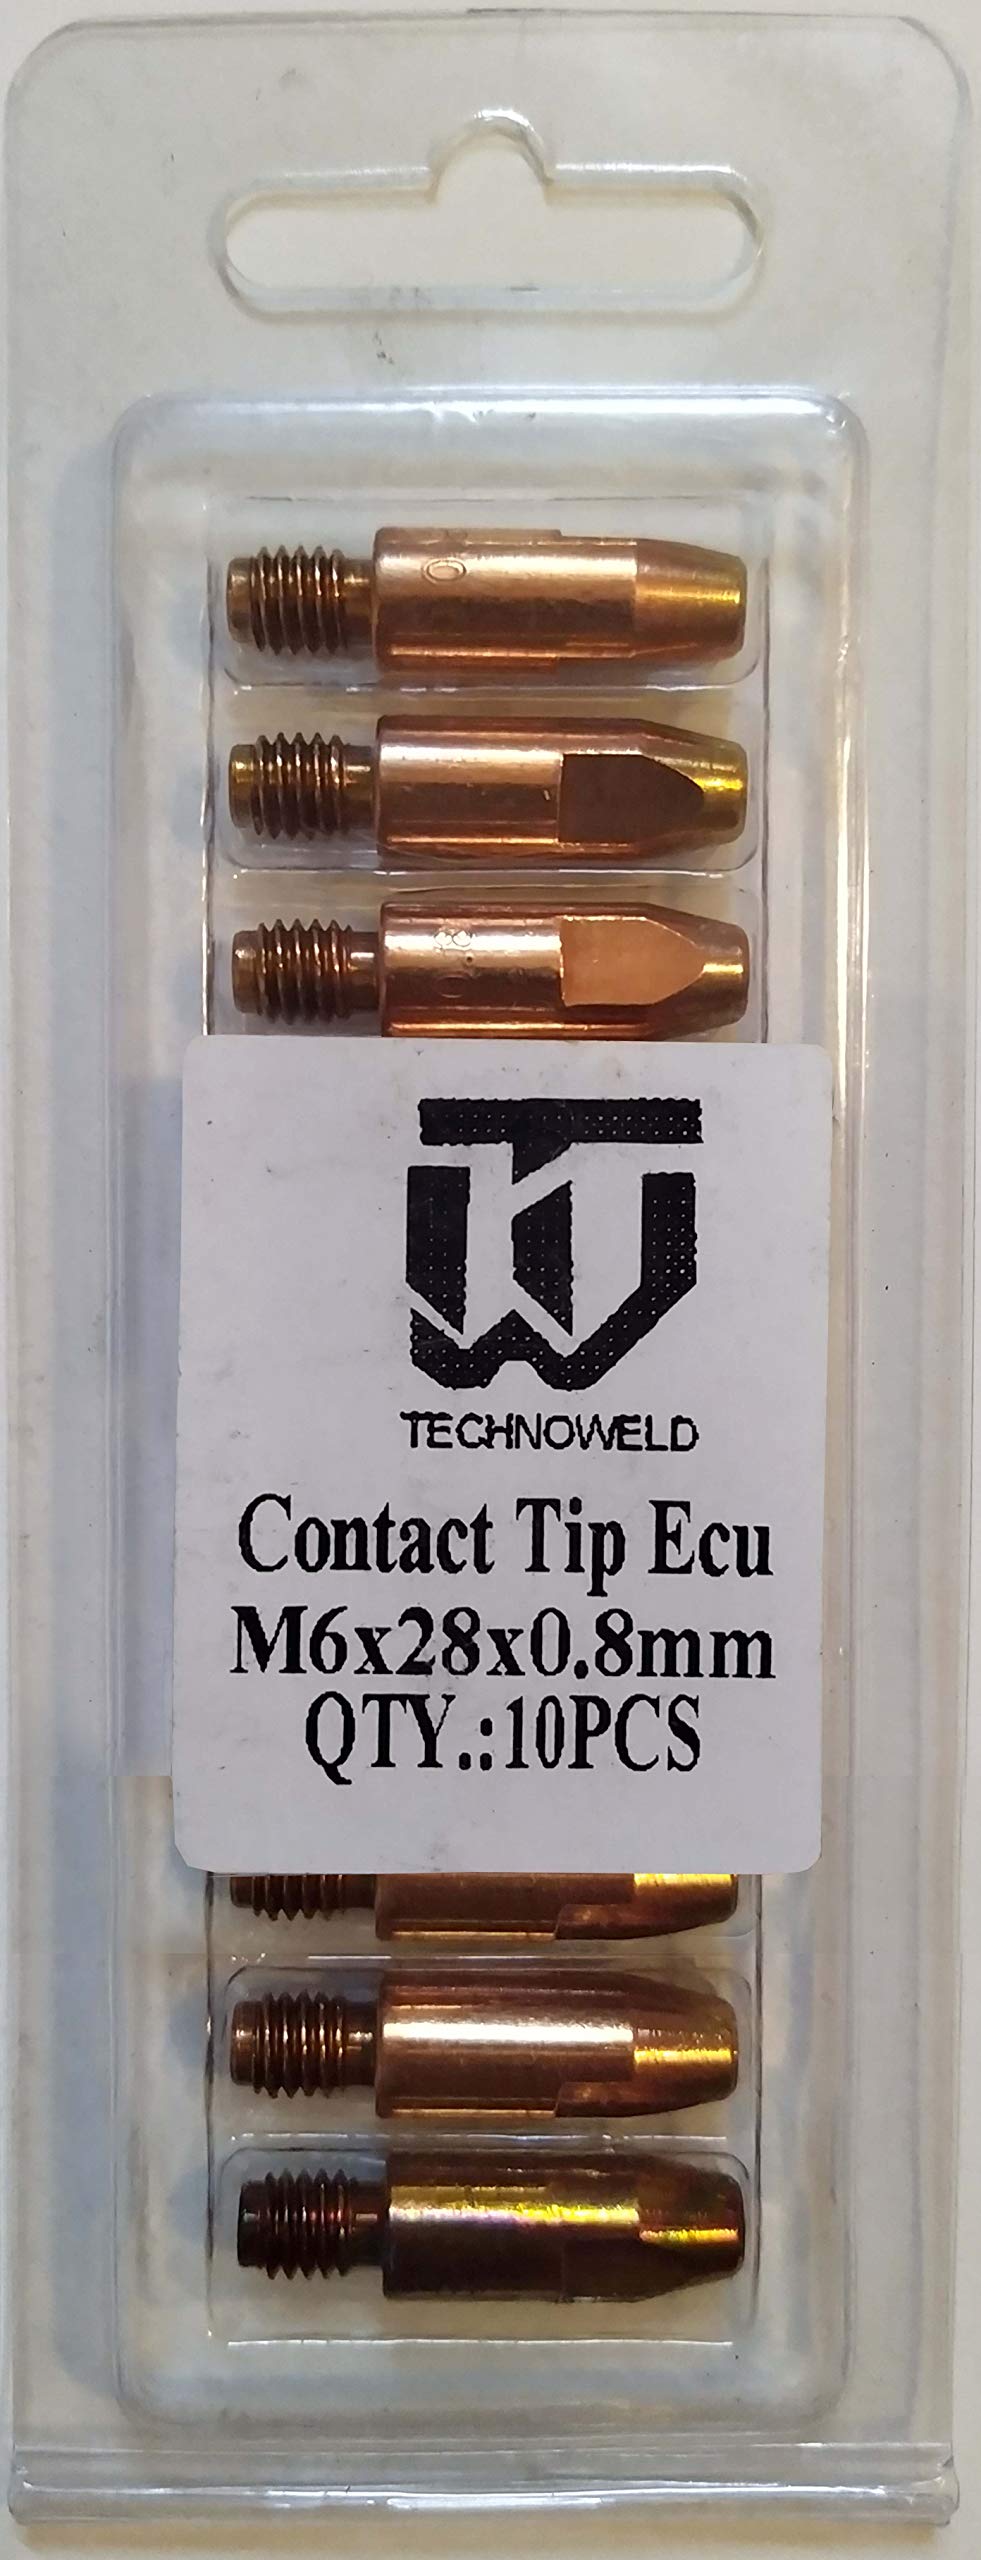 TECHNOWELD
Contact Tip Ecu
M6x28x0.8mm
QTY.:10PCS